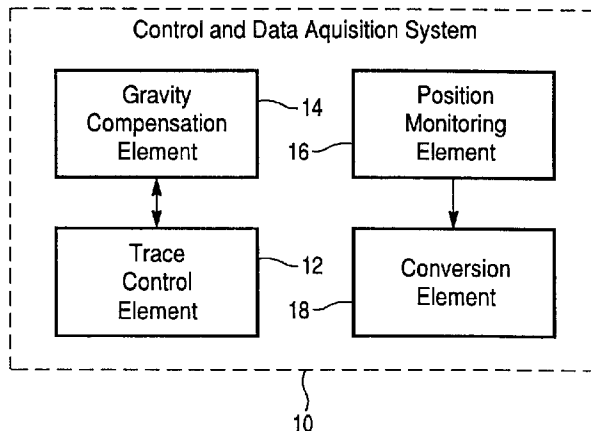 Control and Data Aquisition System
Gravity
Compensation
Element
14
Position
Monitoring
Element
16
Trace
Control
Element
12
Conversion
Element
18
10